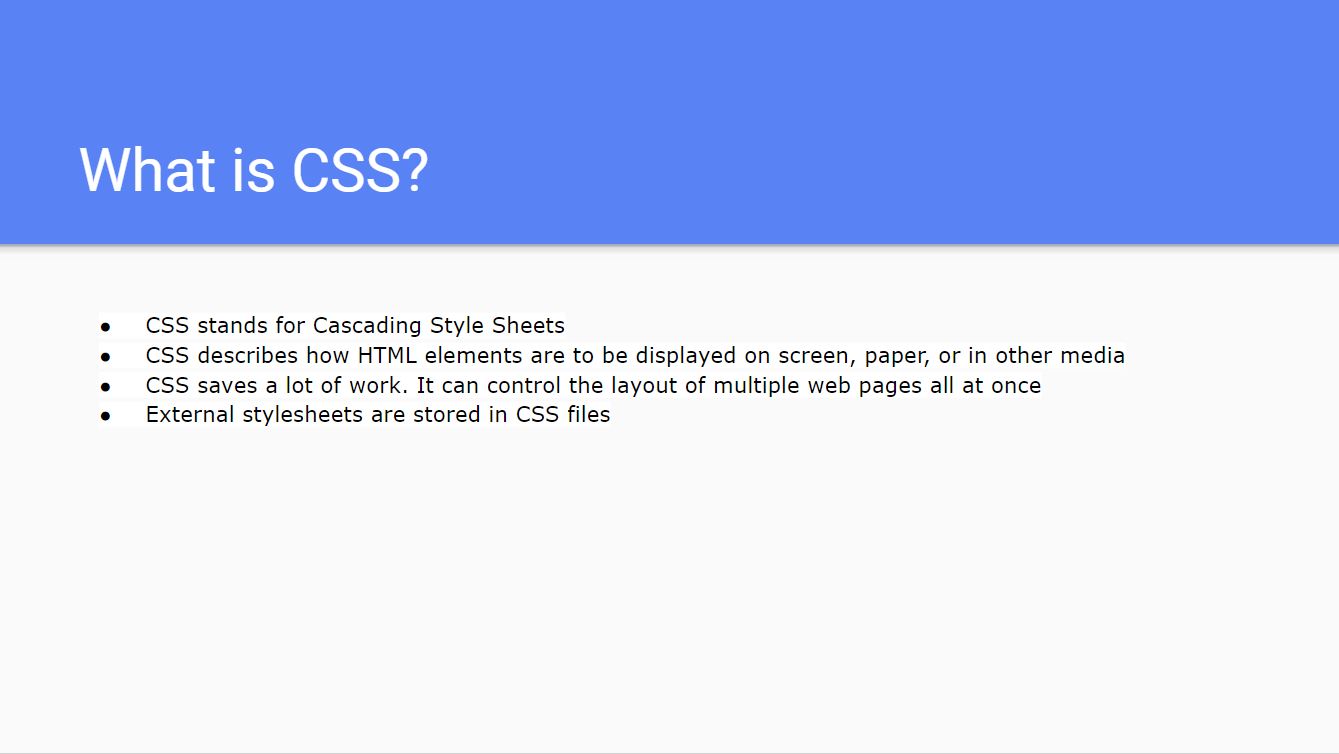 What is CSS?
● CSS stands for Cascading Style Sheets
● CSS describes how HTML elements are to be displayed on screen, paper, or in other media
● CSS saves a lot of work. It can control the layout of multiple web pages all at once
● External stylesheets are stored in CSS files